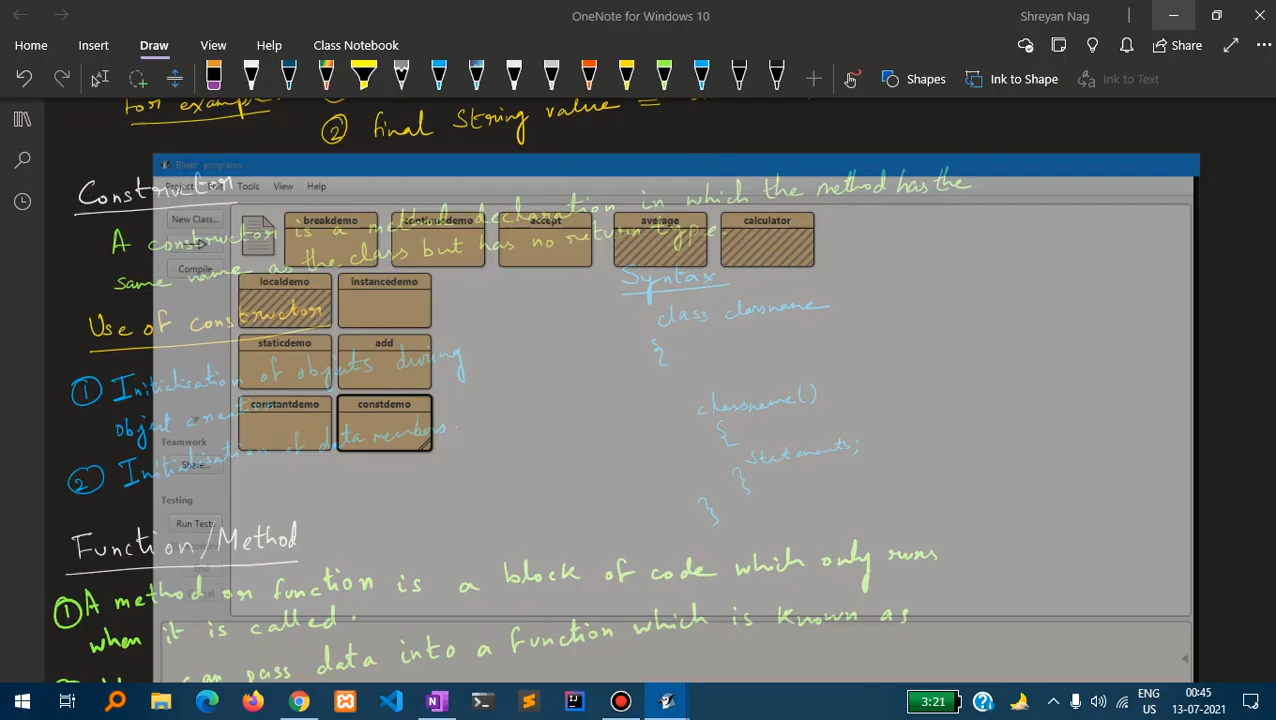 OneNote for Windows 10
Shreyan Nag
Home Insert Draw View Help Class Notebook
Share
Shapes
Ink to Shape
Ink to Text
for example
② final String value =
BlueJ: programs
Project Edit Tools View Help
New Class...
Compile
Teamwork
Share...
Testing
Run Tests
breakdemo continuedemo accept average calculator
localdemo instancedemo
staticdemo add
constantdemo constdemo
Constructor
A constructor is a method declaration in which the method has the
same name as the class but has no return type.
Use of constructor
① Initialisation of objects during
object creation
② Initialisation of data members.
Syntax
class classname
{
classname()
{
statements;
}
}
Function/Method
① A method or function is a block of code which only runs
when it is called.
can pass data into a function which is known as
3:21
ENG
US
00:45
13-07-2021